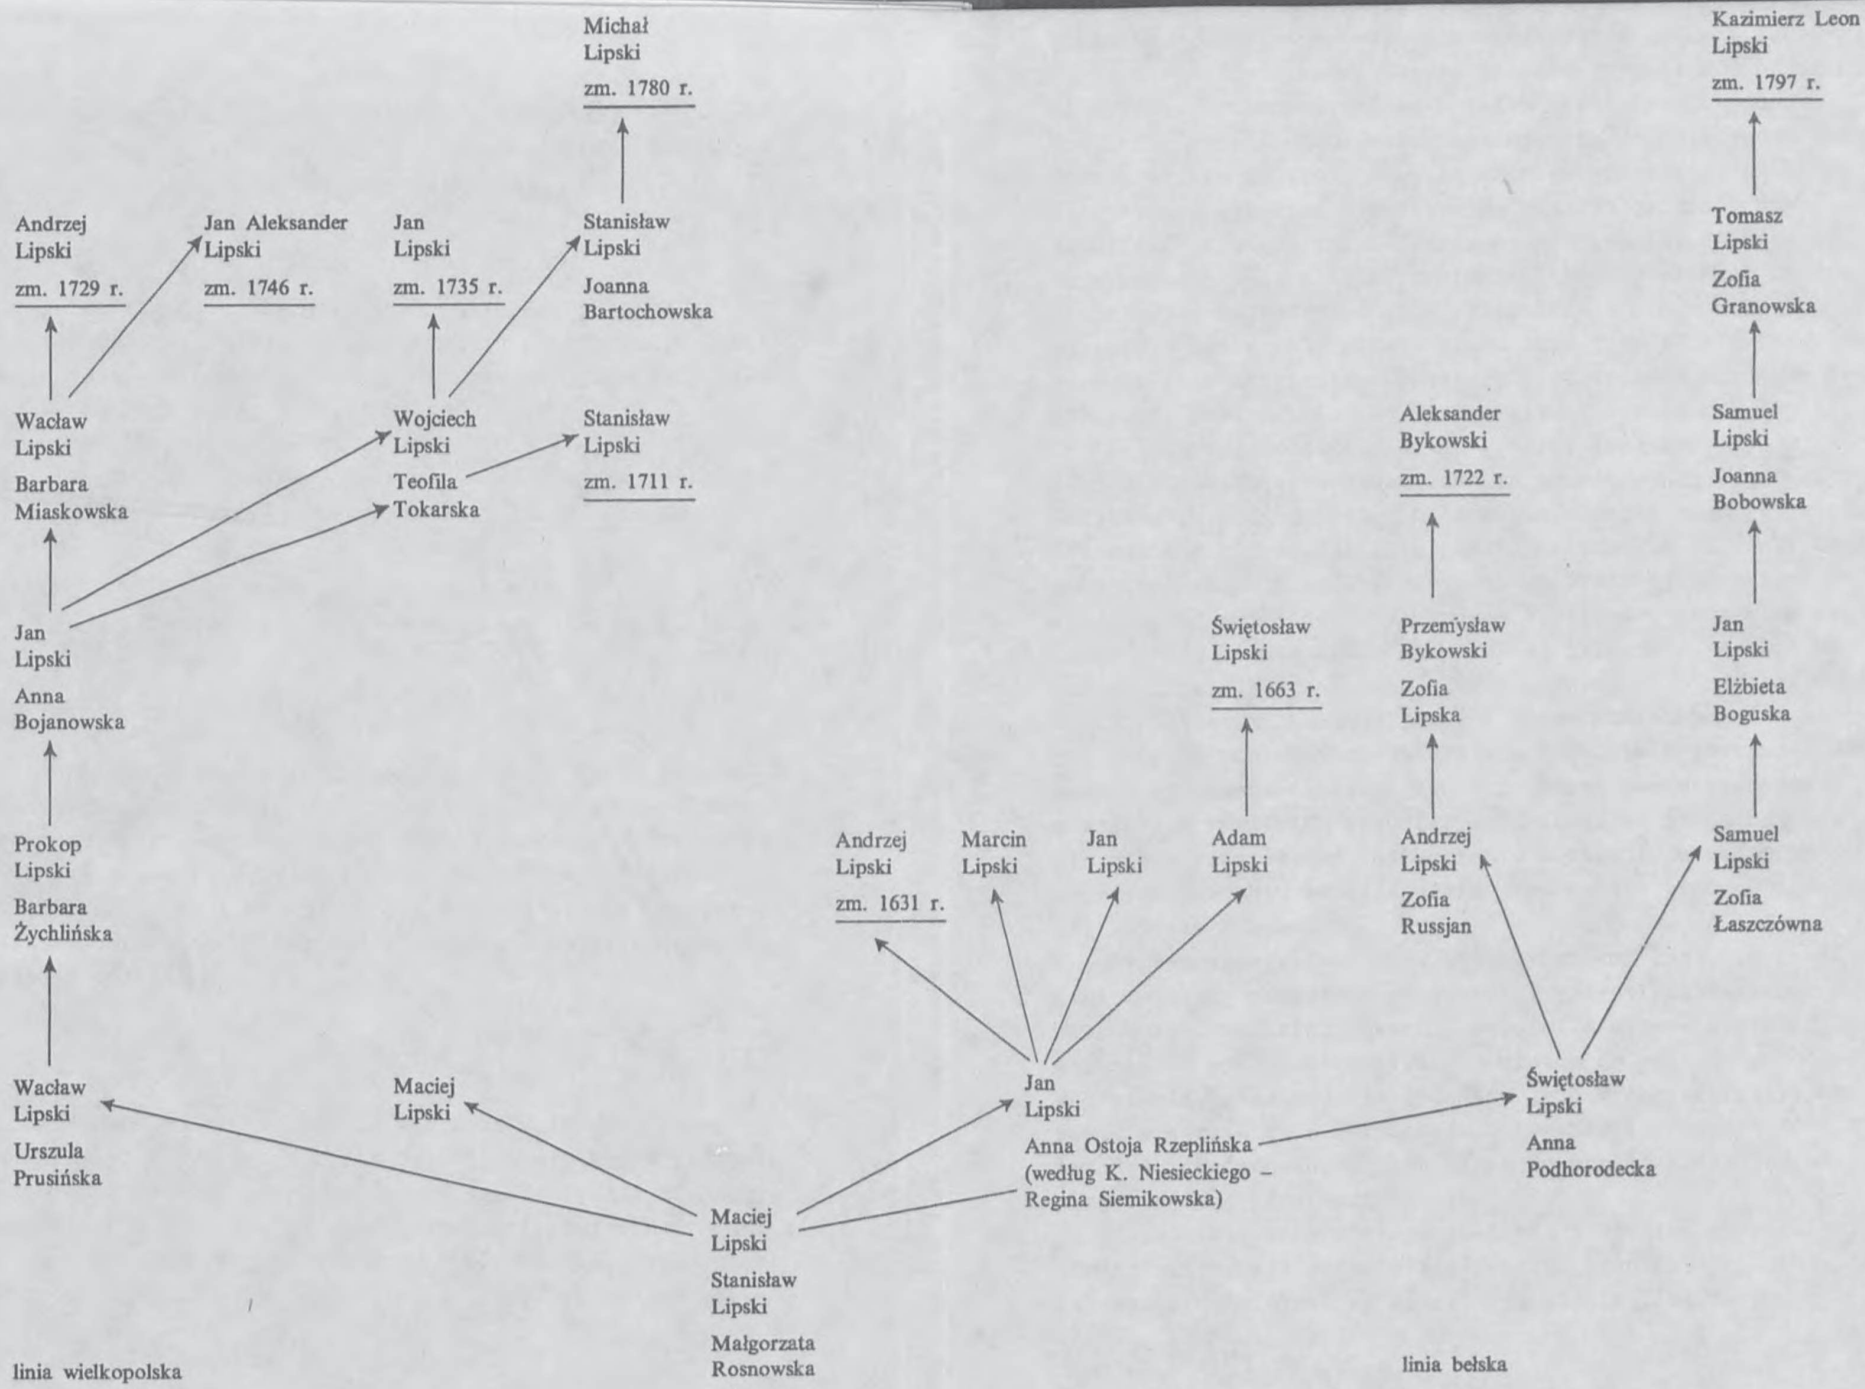 Michał
Lipski
zm. 1780 r.
Kazimierz Leon
Lipski
zm. 1797 r.
Andrzej
Lipski
zm. 1729 r.
Jan Aleksander
Lipski
zm. 1746 r.
Jan
Lipski
zm. 1735 r.
Stanisław
Lipski
Joanna
Bartochowska
Tomasz
Lipski
Zofia
Granowska
Wacław
Lipski
Barbara
Miaskowska
Wojciech
Lipski
Teofila
Tokarska
Stanisław
Lipski
zm. 1711 r.
Aleksander
Bykowski
zm. 1722 r.
Samuel
Lipski
Joanna
Bobowska
Jan
Lipski
Anna
Bojanowska
Świętosław
Lipski
zm. 1663 r.
Przemysław
Bykowski
Zofia
Lipska
Jan
Lipski
Elżbieta
Boguska
Prokop
Lipski
Barbara
Żychlińska
Andrzej
Lipski
zm. 1631 r.
Marcin
Lipski
Jan
Lipski
Adam
Lipski
Andrzej
Lipski
Zofia
Russjan
Samuel
Lipski
Zofia
Łaszczówna
Wacław
Lipski
Urszula
Prusińska
Maciej
Lipski
Jan
Lipski
Anna Ostoja Rzeplińska
(według K. Niesieckiego –
Regina Siemikowska)
Świętosław
Lipski
Anna
Podhorodecka
Maciej
Lipski
Stanisław
Lipski
Małgorzata
Rosnowska
linia wielkopolska
linia bełska